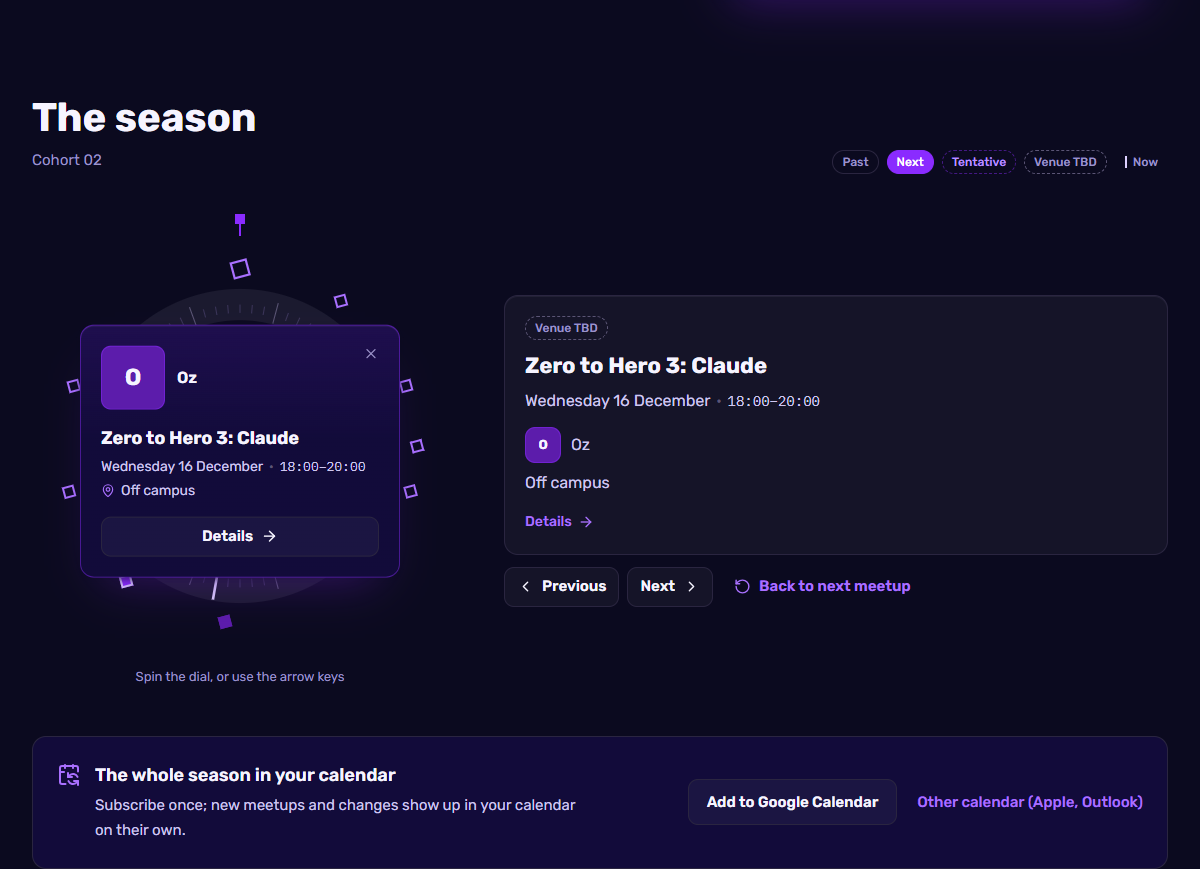 The season
Cohort 02
Past
Next
Tentative
Venue TBD
Now
O
Oz
Zero to Hero 3: Claude
Wednesday 16 December • 18:00–20:00
Off campus
Details →
Spin the dial, or use the arrow keys
Venue TBD
Zero to Hero 3: Claude
Wednesday 16 December • 18:00–20:00
O
Oz
Off campus
Details →
Previous
Next
Back to next meetup
The whole season in your calendar
Subscribe once; new meetups and changes show up in your calendar
on their own.
Add to Google Calendar
Other calendar (Apple, Outlook)